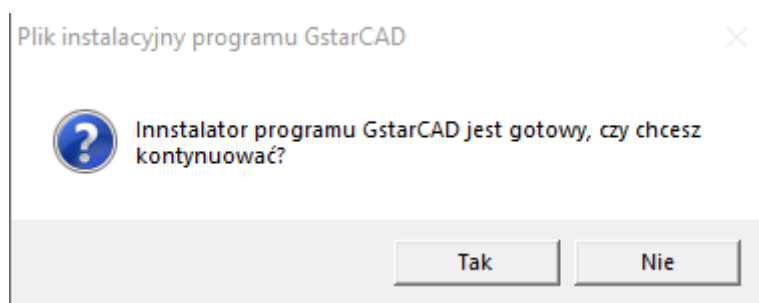 Plik instalacyjny programu GstarCAD
Innstalator programu GstarCAD jest gotowy, czy chcesz
kontynuować?
Tak
Nie